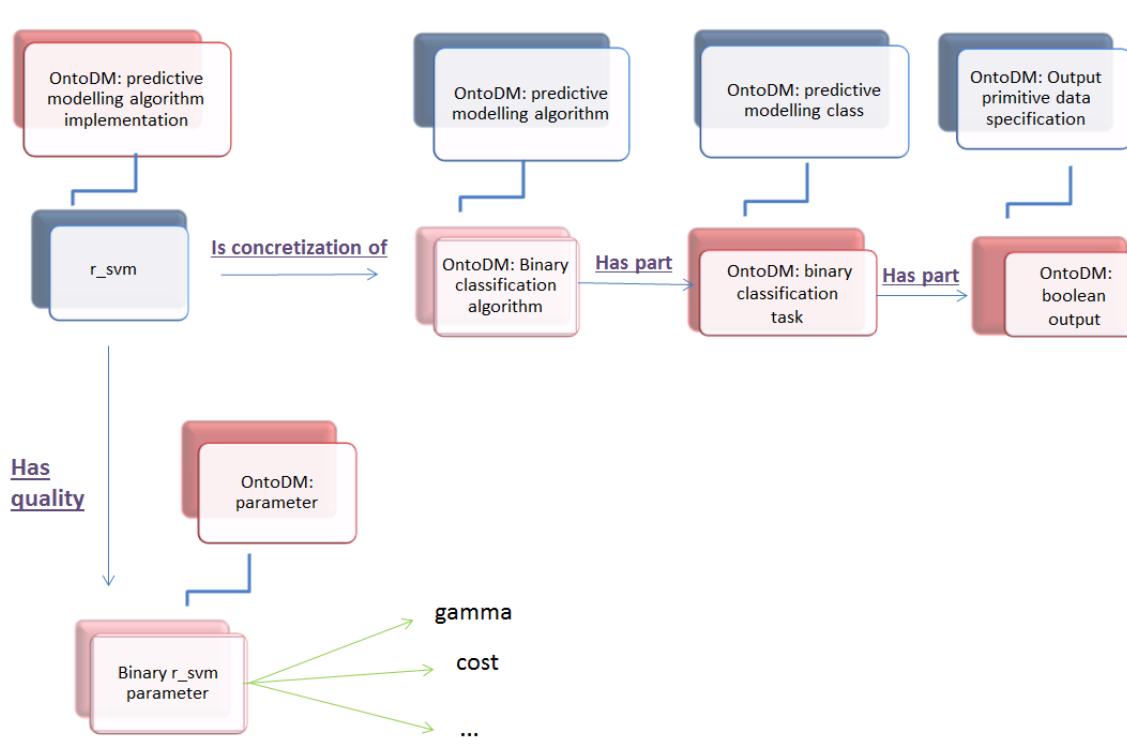 OntoDM: predictive
modelling algorithm
implementation
OntoDM: predictive
modelling algorithm
OntoDM: predictive
modelling class
OntoDM: Output
primitive data
specification
r_svm
Is concretization of
OntoDM: Binary
classification
algorithm
Has part
OntoDM: binary
classification
task
Has part
OntoDM:
boolean
output
Has
quality
OntoDM:
parameter
Binary r_svm
parameter
gamma
cost
...